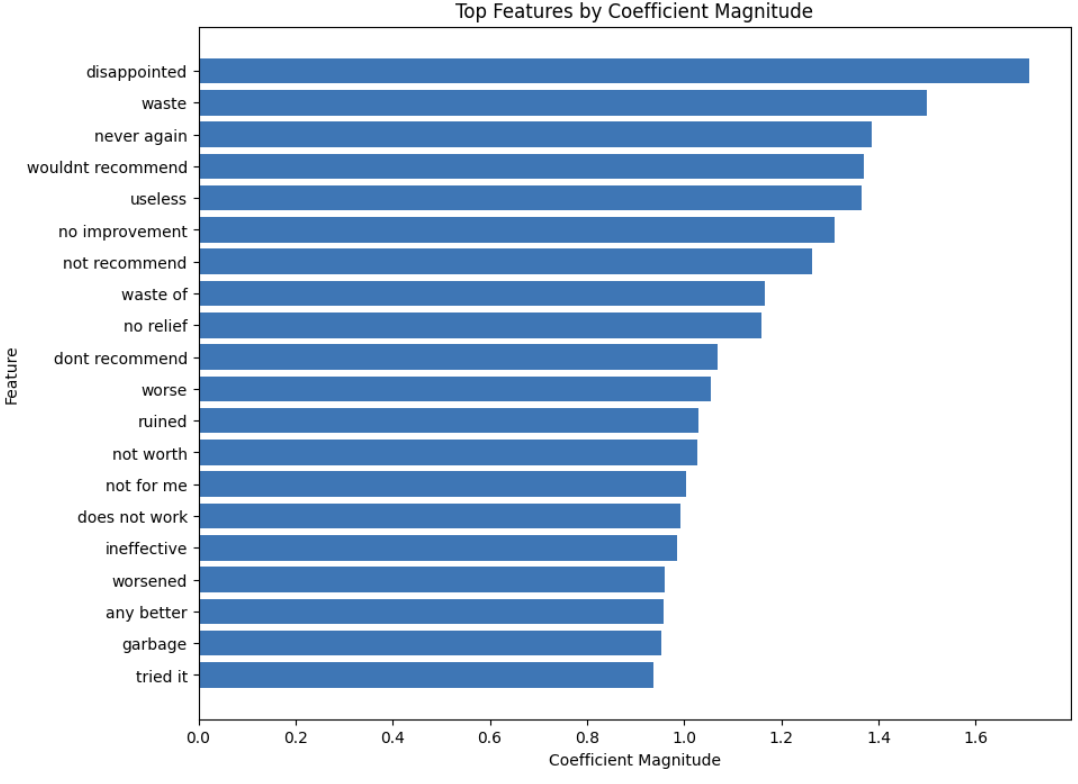 Top Features by Coefficient Magnitude
disappointed
waste
never again
wouldnt recommend
useless
no improvement
not recommend
waste of
no relief
dont recommend
worse
ruined
not worth
not for me
does not work
ineffective
worsened
any better
garbage
tried it
Feature
0.0 0.2 0.4 0.6 0.8 1.0 1.2 1.4 1.6
Coefficient Magnitude